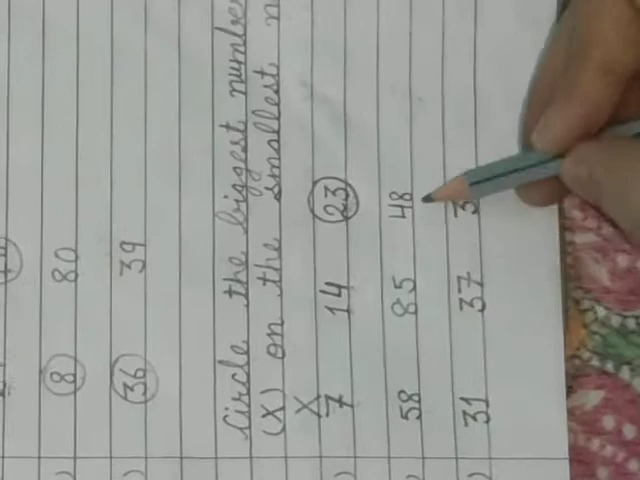 8 80
36 39
Circle the biggest number
(X) on the smallest
X
7 14 23
58 85 48
31 37